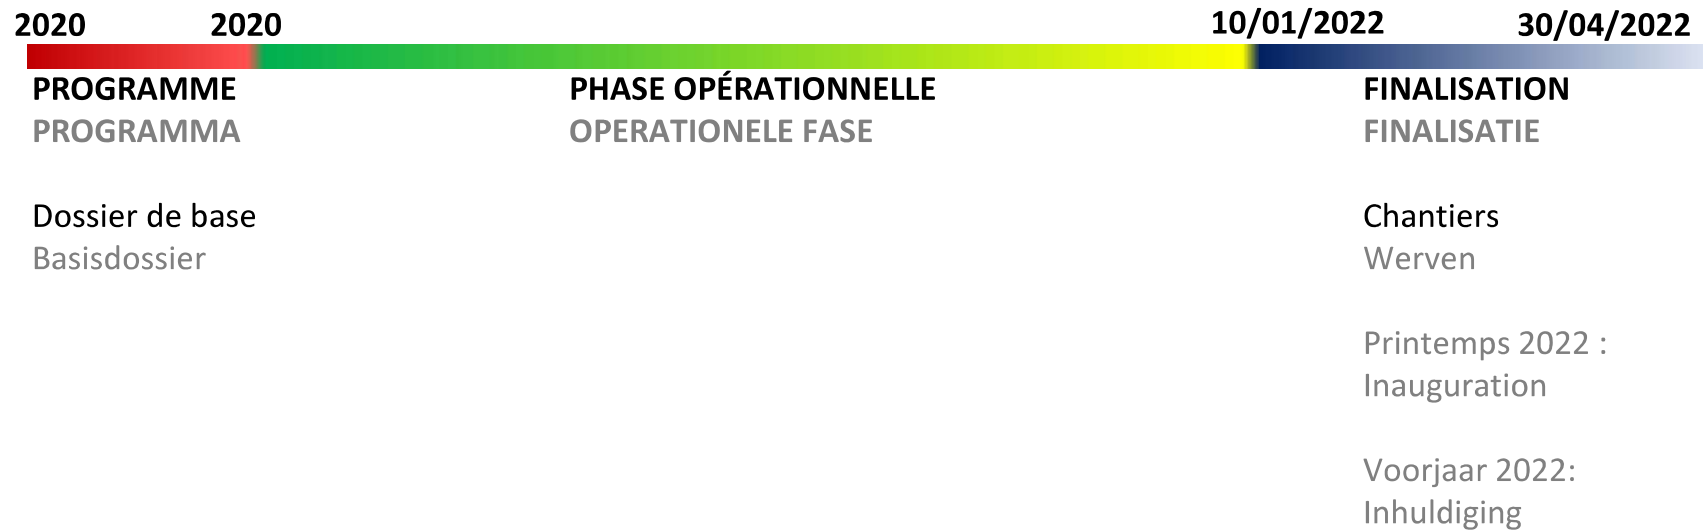 2020 2020 10/01/2022 30/04/2022
PROGRAMME PHASE OPÉRATIONNELLE FINALISATION
PROGRAMMA OPERATIONELE FASE FINALISATIE
Dossier de base Chantiers
Basisdossier Werven
Printemps 2022 :
Inauguration
Voorjaar 2022:
Inhuldiging